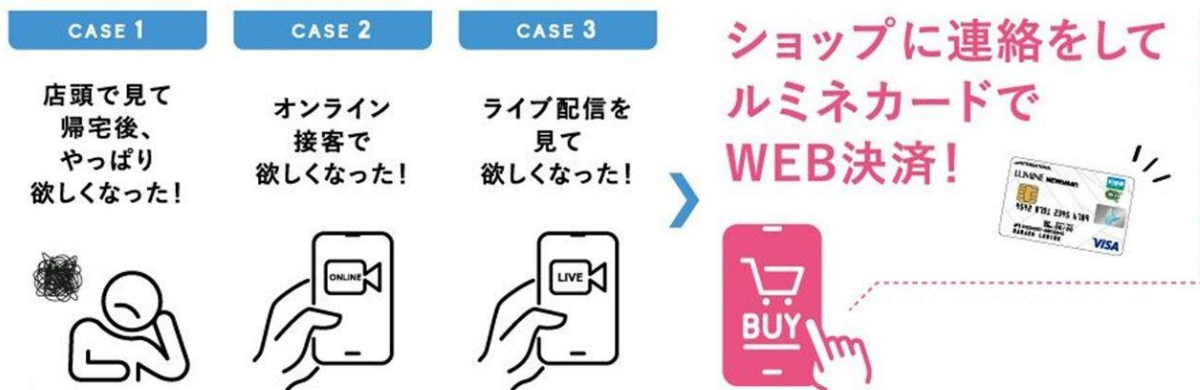 CASE 1
店頭で見て
帰宅後、
やっぱり
欲しくなった!
CASE 2
オンライン
接客で
欲しくなった!
ONLINE
CASE 3
ライブ配信を
見て
欲しくなった!
LIVE
ショップに連絡をして
ルミネカードで
WEB決済!
LUMINE NEWoMan
VISA
BUY